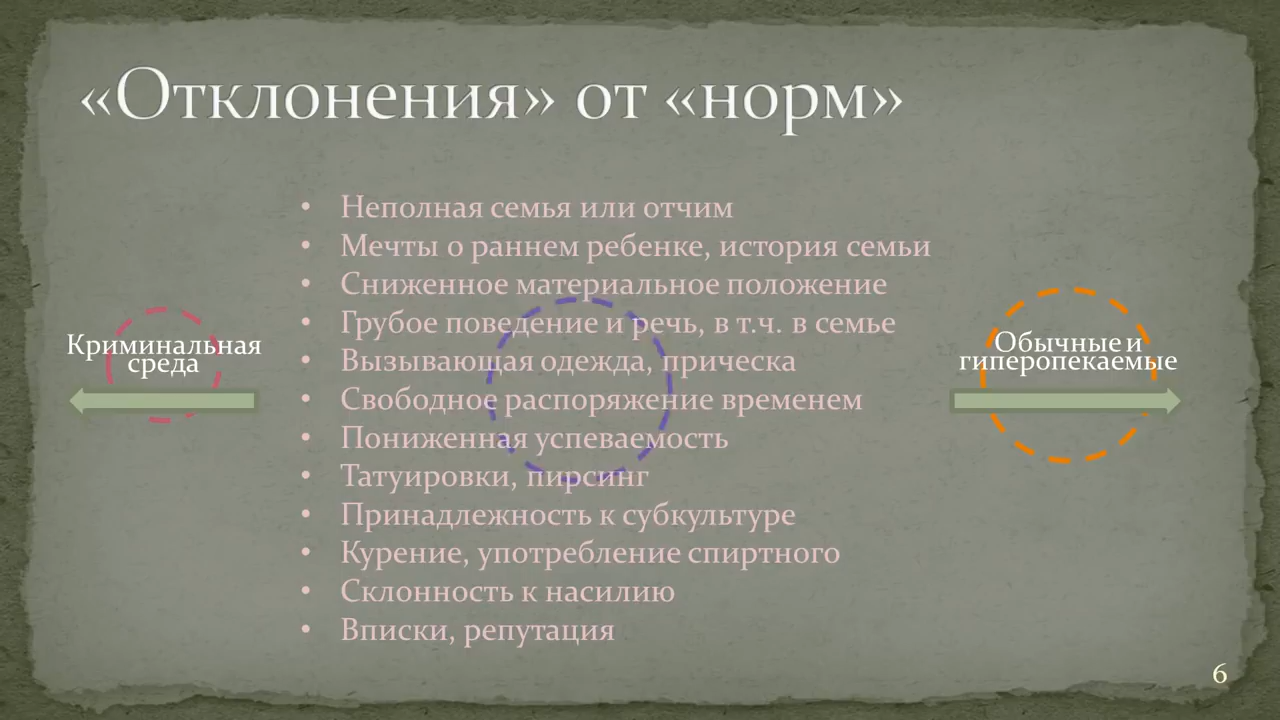 «Отклонения» от «норм»
• Неполная семья или отчим
• Мечты о раннем ребенке, история семьи
• Сниженное материальное положение
• Грубое поведение и речь, в т.ч. в семье
• Вызывающая одежда, прическа
• Свободное распоряжение временем
• Пониженная успеваемость
• Татуировки, пирсинг
• Принадлежность к субкультуре
• Курение, употребление спиртного
• Склонность к насилию
• Вписки, репутация
Криминальная
среда
Обычные и
гиперопекаемые
6